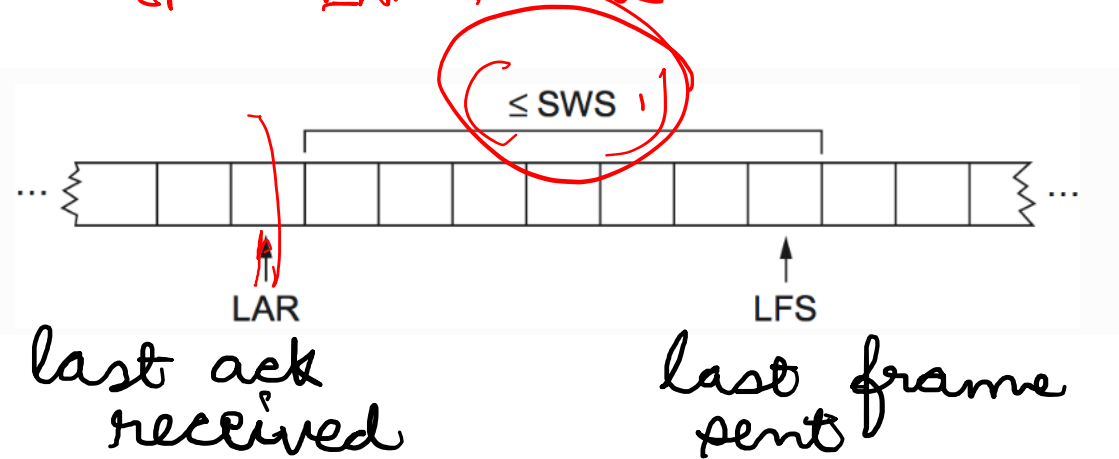 ≤ SWS
... ...
LAR LFS
last ack last frame
received sent